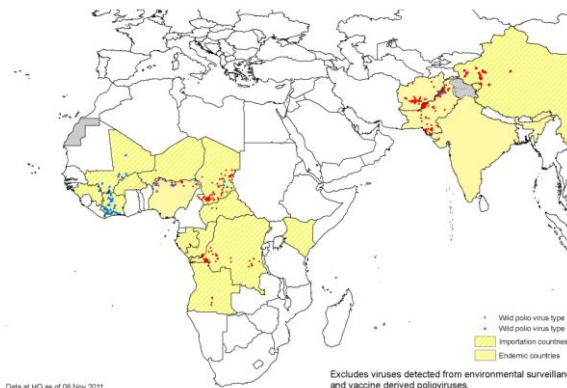 Wild polio virus type
Wild polio virus type
Importation countries
Endemic countries
Data at HQ as of 08 Nov 2011
Excludes viruses detected from environmental surveillan
and vaccine derived polioviruses.